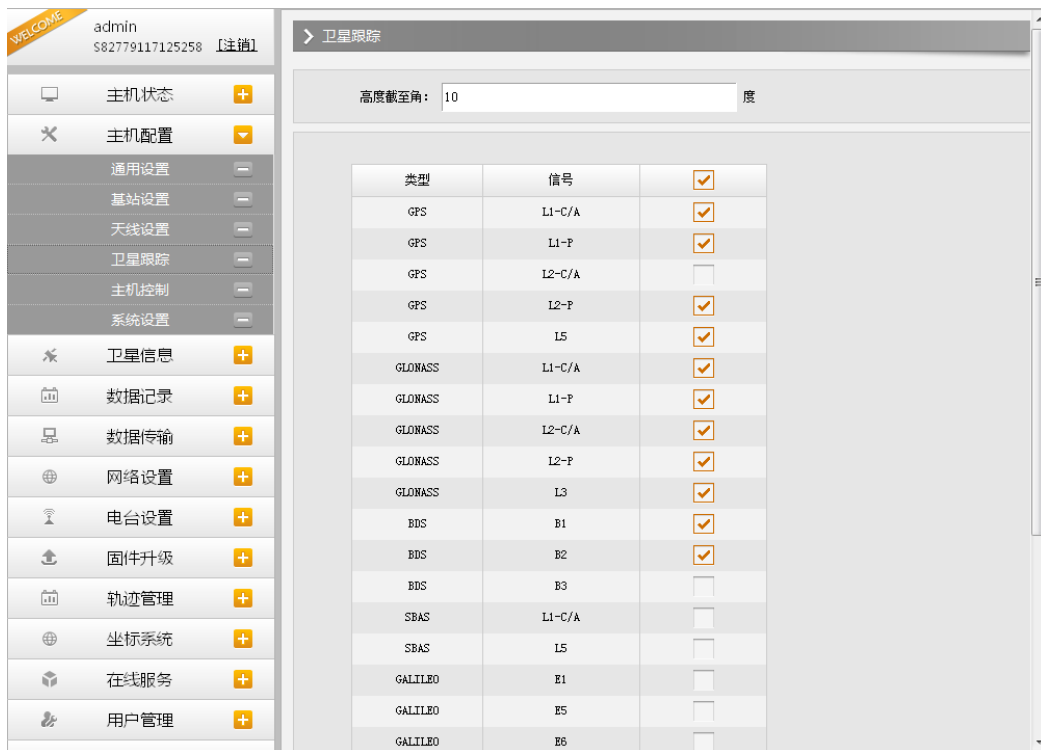 WELCOME
admin
S82779117125258 [注销]
主机状态
主机配置
通用设置
基站设置
天线设置
卫星跟踪
主机控制
系统设置
卫星信息
数据记录
数据传输
网络设置
电台设置
固件升级
轨迹管理
坐标系统
在线服务
用户管理
卫星跟踪
高度截至角: 10 度
类型 信号
GPS L1-C/A
GPS L1-P
GPS L2-C/A
GPS L2-P
GPS L5
GLONASS L1-C/A
GLONASS L1-P
GLONASS L2-C/A
GLONASS L2-P
GLONASS L3
BDS B1
BDS B2
BDS B3
SBAS L1-C/A
SBAS L5
GALILEO E1
GALILEO E5
GALILEO E6